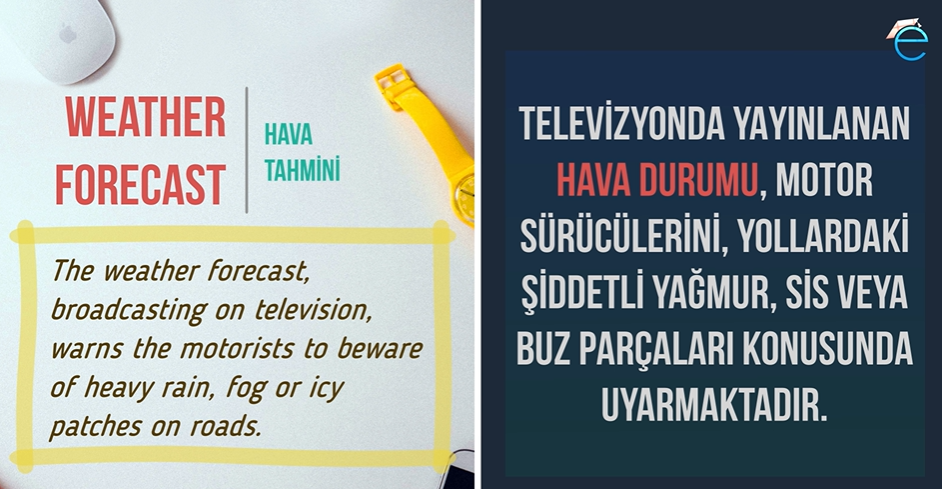 WEATHER
FORECAST
HAVA
TAHMİNİ
The weather forecast,
broadcasting on television,
warns the motorists to beware
of heavy rain, fog or icy
patches on roads.
TELEVİZYONDA YAYINLANAN
HAVA DURUMU, MOTOR
SÜRÜCÜLERİNİ, YOLLARDAKİ
ŞİDDETLİ YAĞMUR, SİS VEYA
BUZ PARÇALARI KONUSUNDA
UYARMAKTADIR.